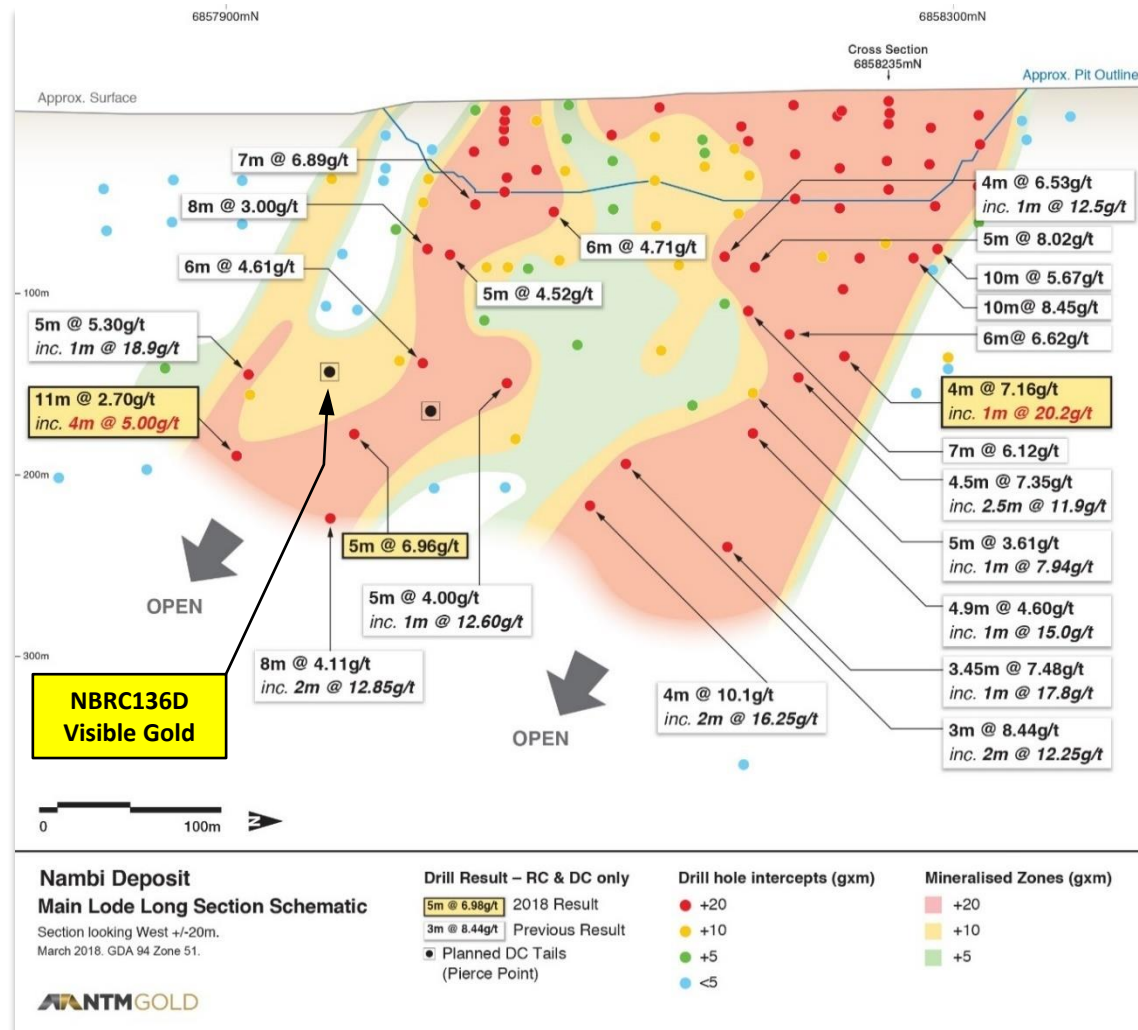 6857900mN
6858300mN
Cross Section
6858235mN
Approx. Surface
Approx. Pit Outline
7m @ 6.89g/t
8m @ 3.00g/t
6m @ 4.61g/t
5m @ 5.30g/t
inc. 1m @ 18.9g/t
11m @ 2.70g/t
inc. 4m @ 5.00g/t
6m @ 4.71g/t
5m @ 4.52g/t
4m @ 6.53g/t
inc. 1m @ 12.5g/t
5m @ 8.02g/t
10m @ 5.67g/t
10m@ 8.45g/t
6m@ 6.62g/t
4m @ 7.16g/t
inc. 1m @ 20.2g/t
7m @ 6.12g/t
4.5m @ 7.35g/t
inc. 2.5m @ 11.9g/t
5m @ 3.61g/t
inc. 1m @ 7.94g/t
4.9m @ 4.60g/t
inc. 1m @ 15.0g/t
3.45m @ 7.48g/t
inc. 1m @ 17.8g/t
3m @ 8.44g/t
inc. 2m @ 12.25g/t
100m
200m
300m
OPEN
5m @ 6.96g/t
5m @ 4.00g/t
inc. 1m @ 12.60g/t
8m @ 4.11g/t
inc. 2m @ 12.85g/t
4m @ 10.1g/t
inc. 2m @ 16.25g/t
OPEN
NBRC136D
Visible Gold
0
100m
N
Nambi Deposit
Main Lode Long Section Schematic
Section looking West +/-20m.
March 2018. GDA 94 Zone 51.
NTMGOLD
Drill Result – RC & DC only
5m @ 6.98g/t
2018 Result
3m @ 8.44g/t
Previous Result
Planned DC Tails
(Pierce Point)
Drill hole intercepts (gxm)
+20
+10
+5
<5
Mineralised Zones (gxm)
+20
+10
+5